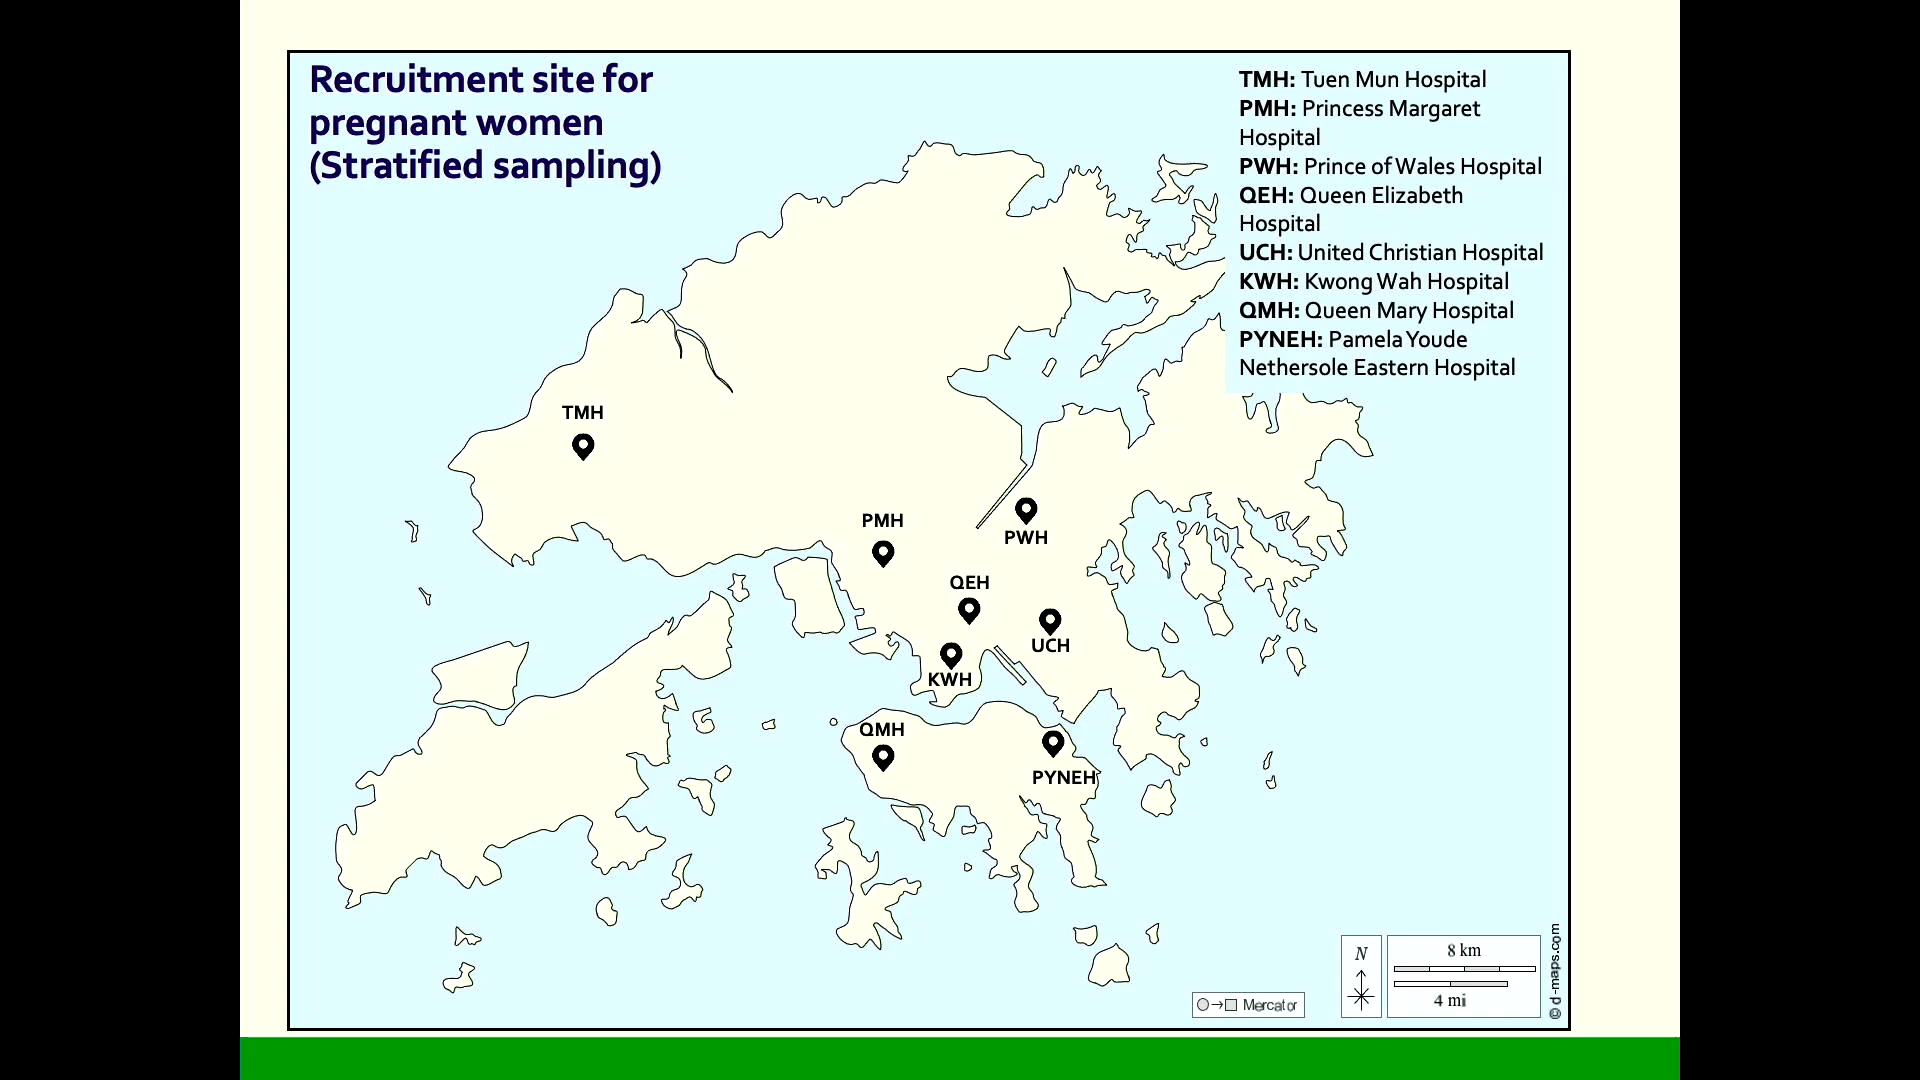 Recruitment site for
pregnant women
(Stratified sampling)
TMH: Tuen Mun Hospital
PMH: Princess Margaret
Hospital
PWH: Prince of Wales Hospital
QEH: Queen Elizabeth
Hospital
UCH: United Christian Hospital
KWH: Kwong Wah Hospital
QMH: Queen Mary Hospital
PYNEH: Pamela Youde
Nethersole Eastern Hospital
TMH
PMH
PWH
QEH
UCH
KWH
QMH
PYNEH
N
8 km
4 mi
Mercator
© d-maps.com